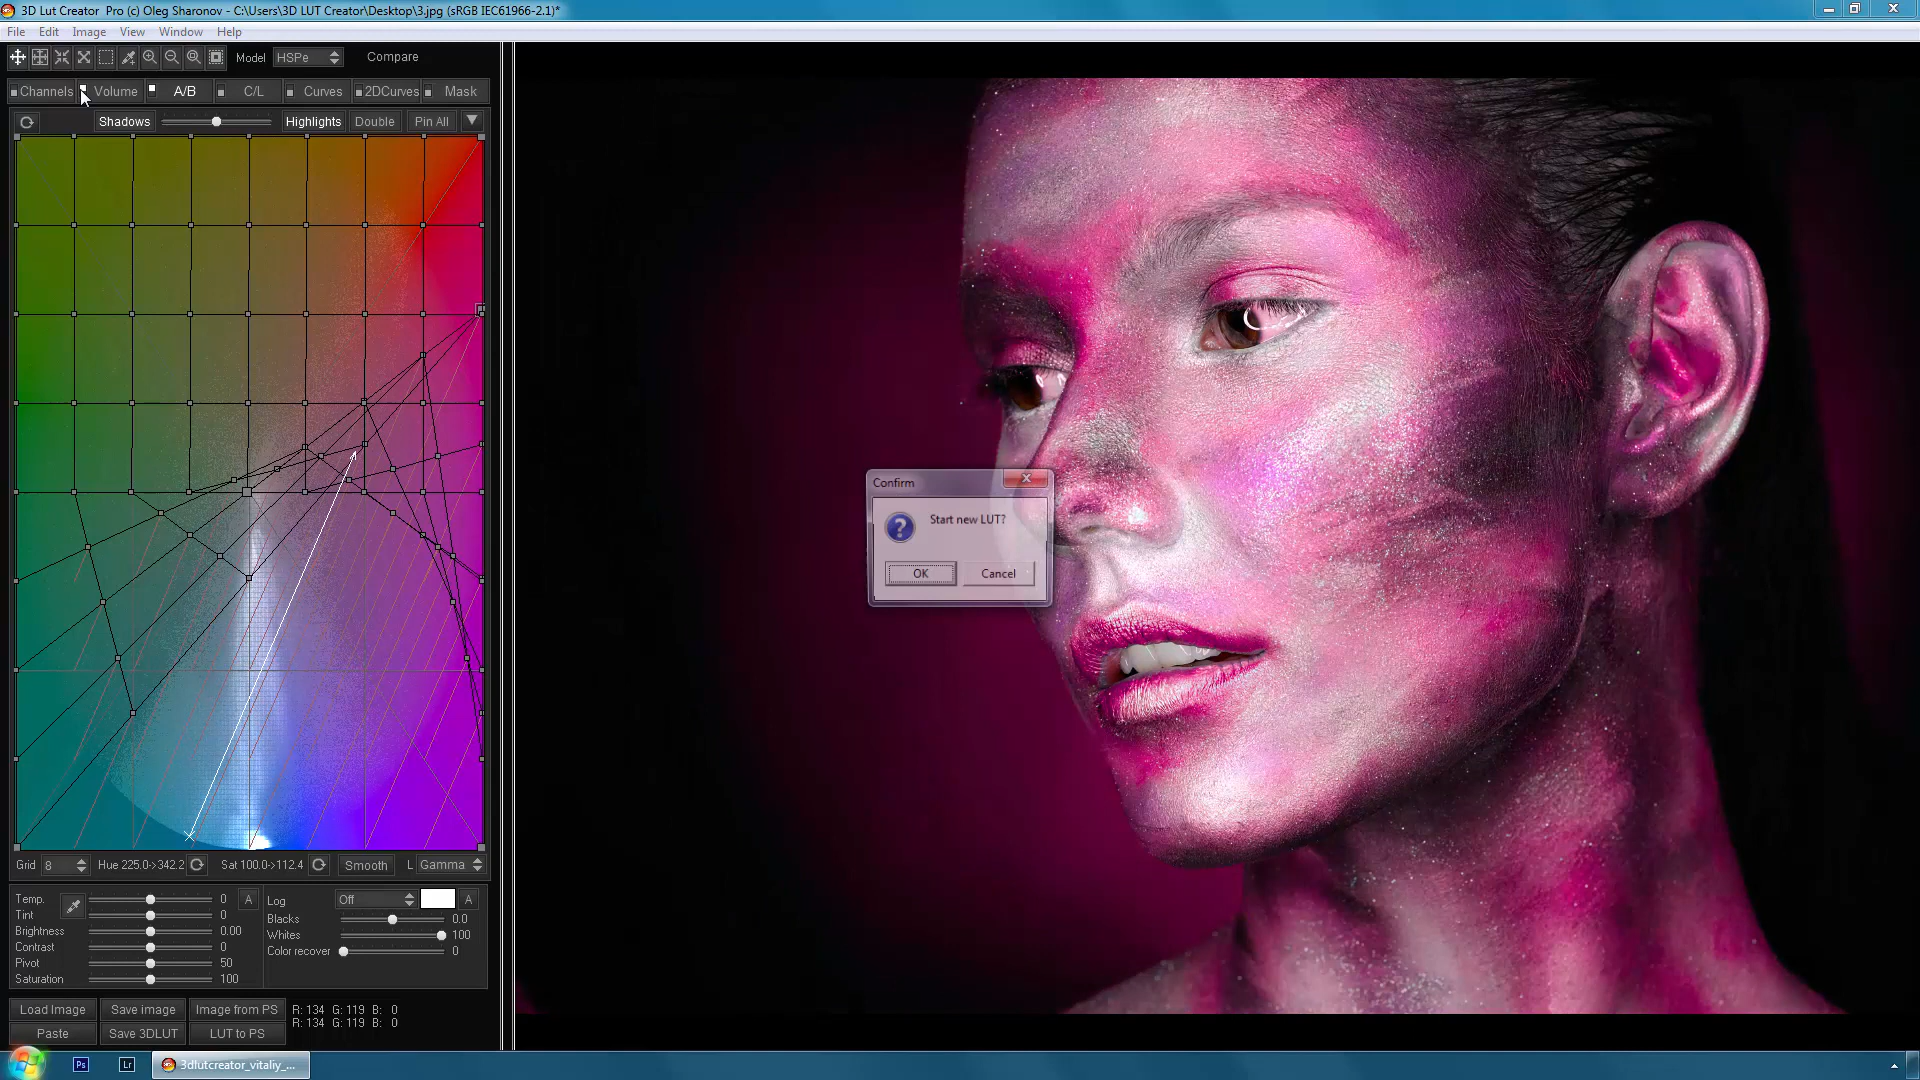 3D Lut Creator Pro (c) Oleg Sharonov - C:\Users\3D LUT Creator\Desktop\3.jpg (sRGB IEC61966-2.1)*
File Edit Image View Window Help
Model HSPe Compare
Channels Volume A/B C/L Curves 2DCurves Mask
Shadows Highlights Double Pin All
Confirm
Start new LUT?
OK Cancel
Grid 8 Hue 225.0->342.2 Sat 100.0->112.4 Smooth L Gamma
Temp. 0 A
Tint 0
Brightness 0.00
Contrast 0
Pivot 50
Saturation 100
Log Off A
Blacks 0.0
Whites 100
Color recover 0
Load Image Save image Image from PS
Paste Save 3DLUT LUT to PS
R: 134 G: 119 B: 0
R: 134 G: 119 B: 0
Ps Lr 3dlutcreator_vitaliy_...